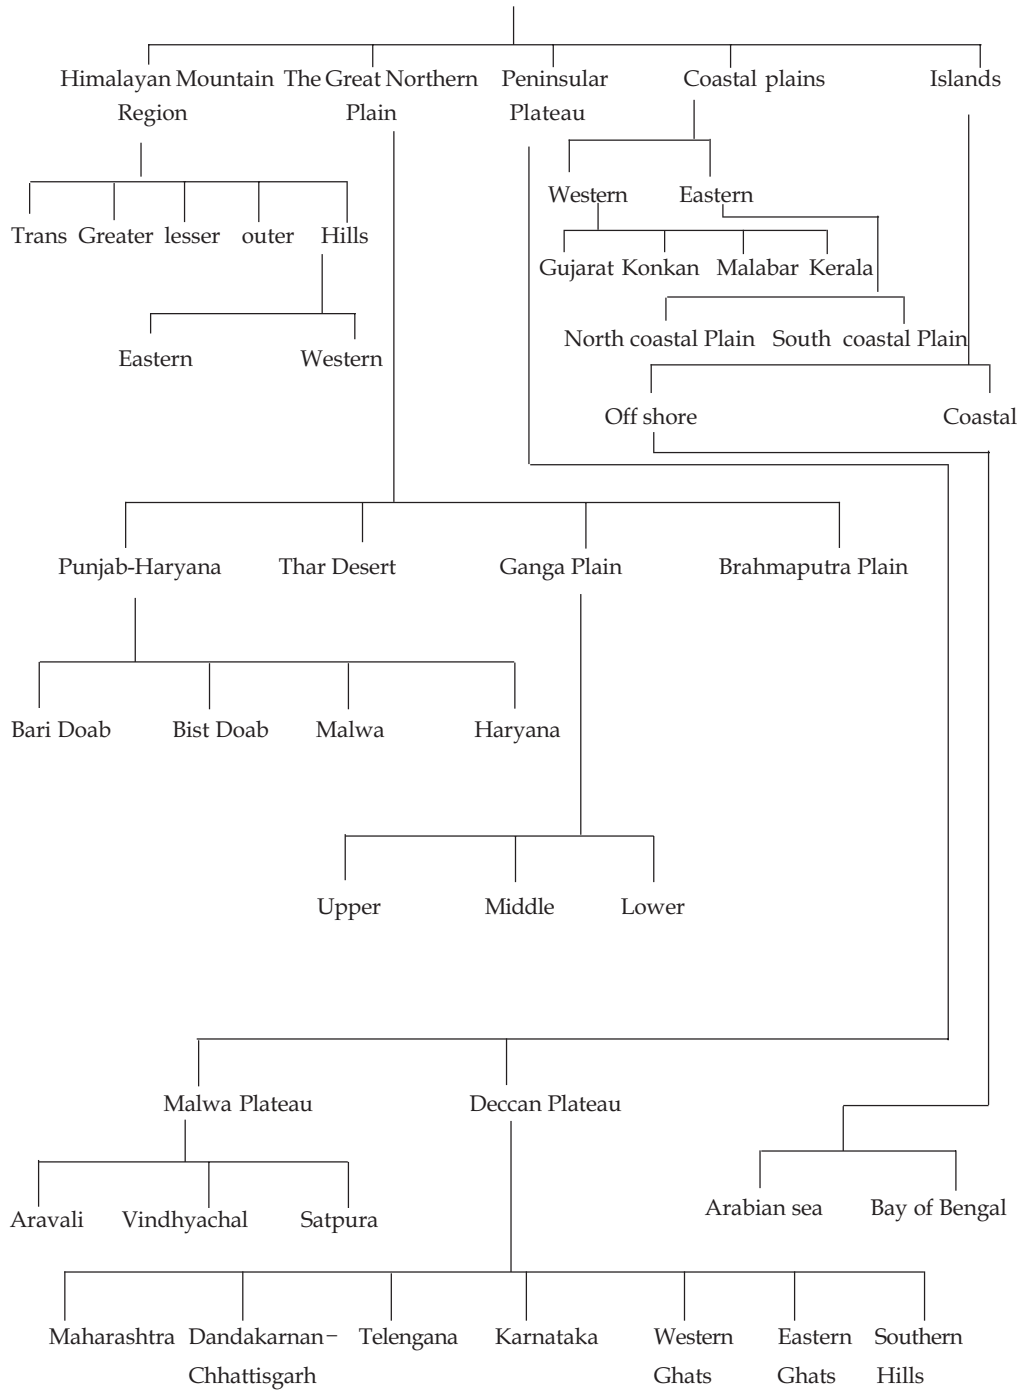 Himalayan Mountain The Great Northern Peninsular Coastal plains Islands
Region Plain Plateau
Western Eastern
Trans Greater lesser outer Hills
Gujarat Konkan Malabar Kerala
North coastal Plain South coastal Plain
Eastern Western
Off shore Coastal
Punjab-Haryana Thar Desert Ganga Plain Brahmaputra Plain
Bari Doab Bist Doab Malwa Haryana
Upper Middle Lower
Malwa Plateau Deccan Plateau
Arabian sea Bay of Bengal
Aravali Vindhyachal Satpura
Maharashtra Dandakarnan– Telengana Karnataka Western Eastern Southern
Chhattisgarh Ghats Ghats Hills